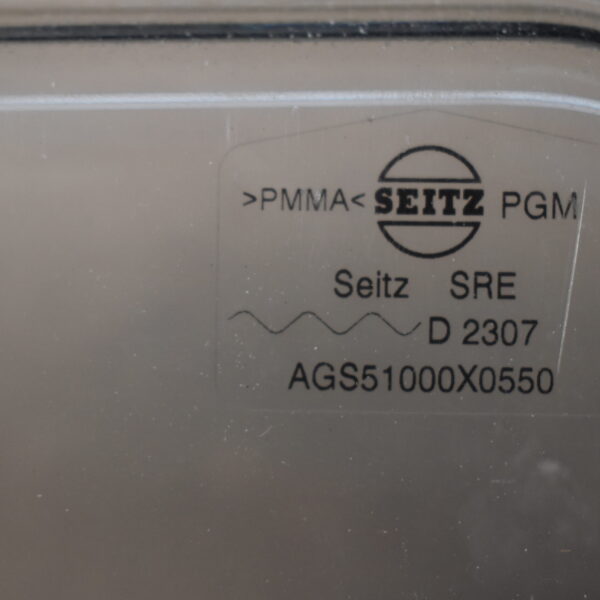 >PMMA< SEITZ PGM
Seitz SRE
D 2307
AGS51000X0550